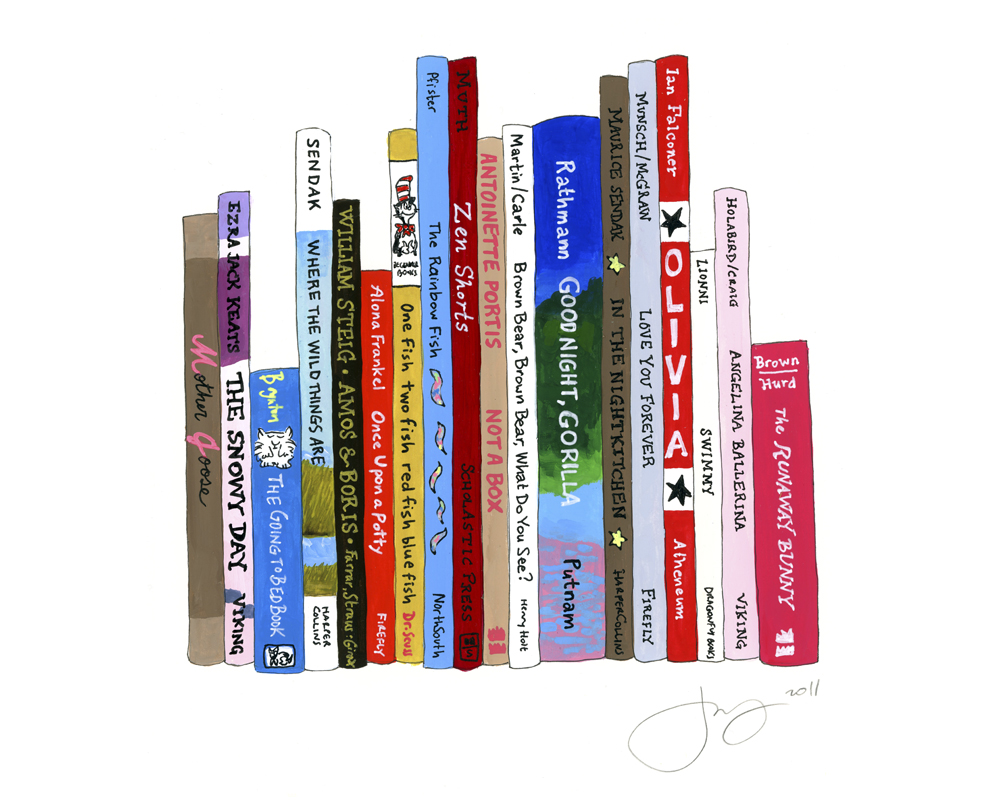 Mother Goose
EZRA JACK KEATS THE SNOWY DAY VIKING
Boynton THE GOING TO BED BOOK
SENDAK WHERE THE WILD THINGS ARE HARPER COLLINS
WILLIAM STEIG • AMOS & BORIS • Farrar, Straus • Giroux
Alona Frankel Once Upon a Potty FIREFLY
BEGINNER BOOKS One fish two fish red fish blue fish Dr. Seuss
Pfister The Rainbow Fish NorthSouth
MUTH Zen Shorts SCHOLASTIC PRESS
ANTOINETTE PORTIS NOT A BOX
Martin/Carle Brown Bear, Brown Bear, What Do You See? Henry Holt
Rathmann GOOD NIGHT, GORILLA Putnam
MAURICE SENDAK IN THE NIGHT KITCHEN HARPERCOLLINS
MUNSCH/McGRAW LOVE YOU FOREVER FIREFLY
Ian Falconer OLIVIA Atheneum
LIONNI SWIMMY DRAGONFLY BOOKS
HOLABIRD/CRAIG ANGELINA BALLERINA VIKING
Brown Hurd The RUNAWAY BUNNY
2011